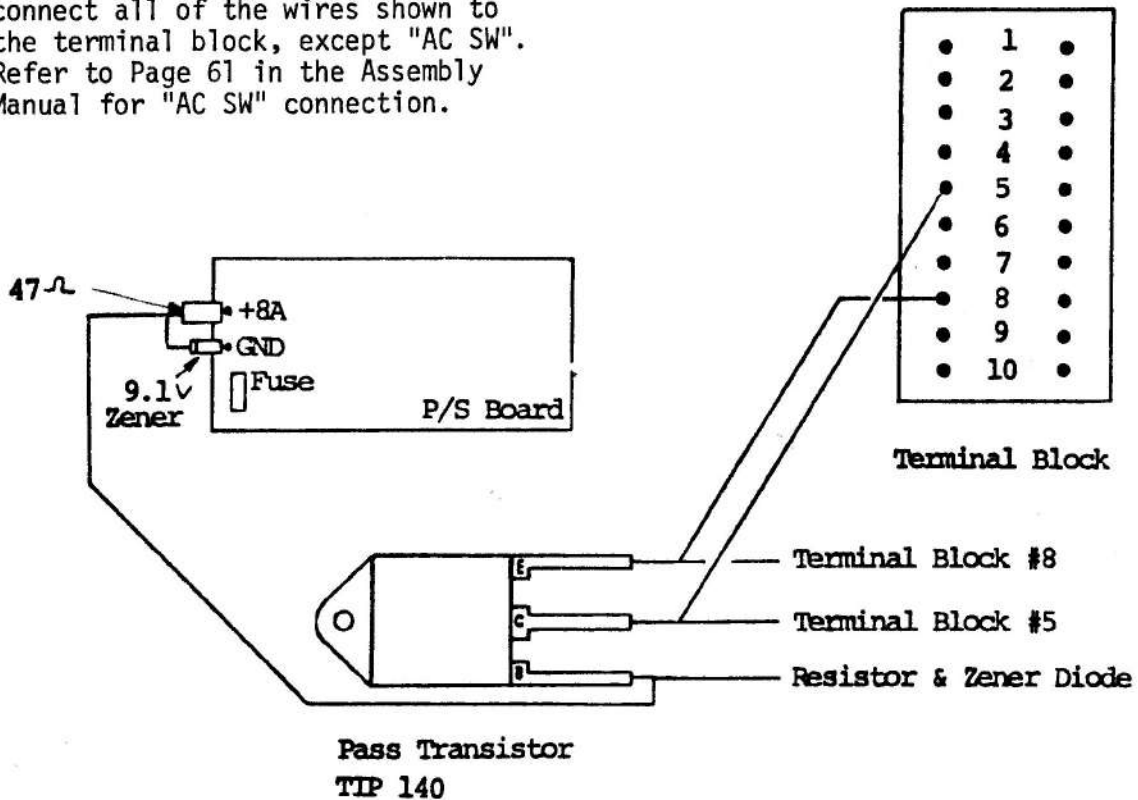 connect all of the wires shown to
the terminal block, except "AC SW".
Refer to Page 61 in the Assembly
Manual for "AC SW" connection.
1
2
3
4
5
6
7
8
9
10
Terminal Block
47Ω
+8A
GND
Fuse
9.1V
Zener
P/S Board
E
C
B
Terminal Block #8
Terminal Block #5
Resistor & Zener Diode
Pass Transistor
TIP 140